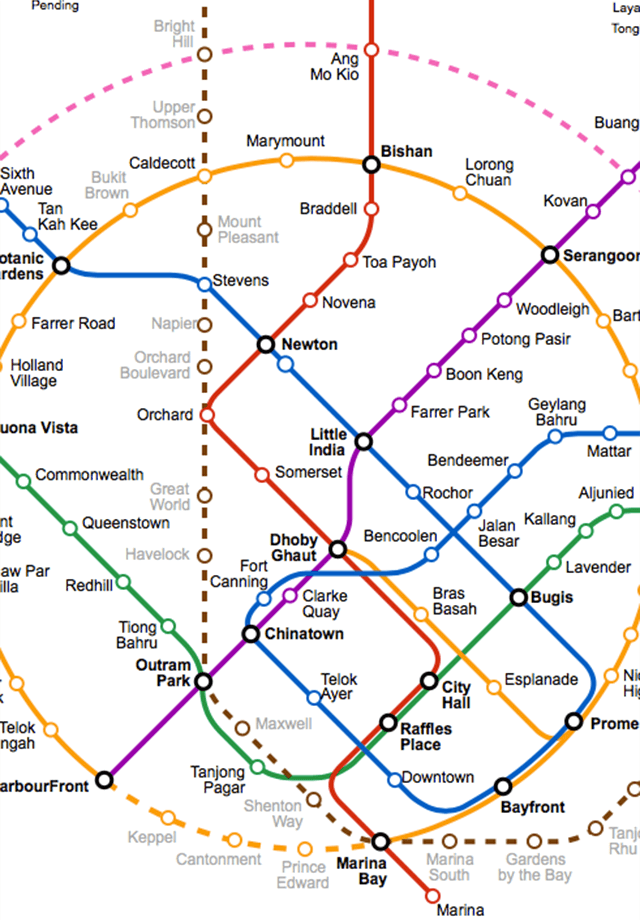 Pending
Laya
Tong
Bright
Hill
Ang
Mo Kio
Upper
Thomson
Buang
Marymount
Bishan
Caldecott
Lorong
Chuan
Sixth
Avenue
Bukit
Brown
Tan
Kah Kee
Braddell
Kovan
Mount
Pleasant
otanic
rdens
Toa Payoh
Serangoon
Stevens
Novena
Woodleigh
Farrer Road
Napier
Newton
Potong Pasir
Bart
Holland
Village
Orchard
Boulevard
Boon Keng
Orchard
Farrer Park
Geylang
Bahru
uona Vista
Little
India
Mattar
Bendemeer
Commonwealth
Somerset
Rochor
Aljunied
Great
World
Queenstown
nt
dge
Kallang
Jalan
Besar
Bencoolen
Dhoby
Ghaut
Havelock
Lavender
aw Par
illa
Redhill
Fort
Canning
Clarke
Quay
Bras
Basah
Bugis
Tiong
Bahru
Chinatown
Outram
Park
Telok
Ayer
City
Hall
Esplanade
Nic
Hig
k
Telok
ngah
Maxwell
Raffles
Place
Prome
Tanjong
Pagar
Downtown
arbourFront
Shenton
Way
Bayfront
Keppel
Cantonment
Prince
Edward
Marina
Bay
Marina
South
Gardens
by the Bay
Tanjo
Rhu
Marina